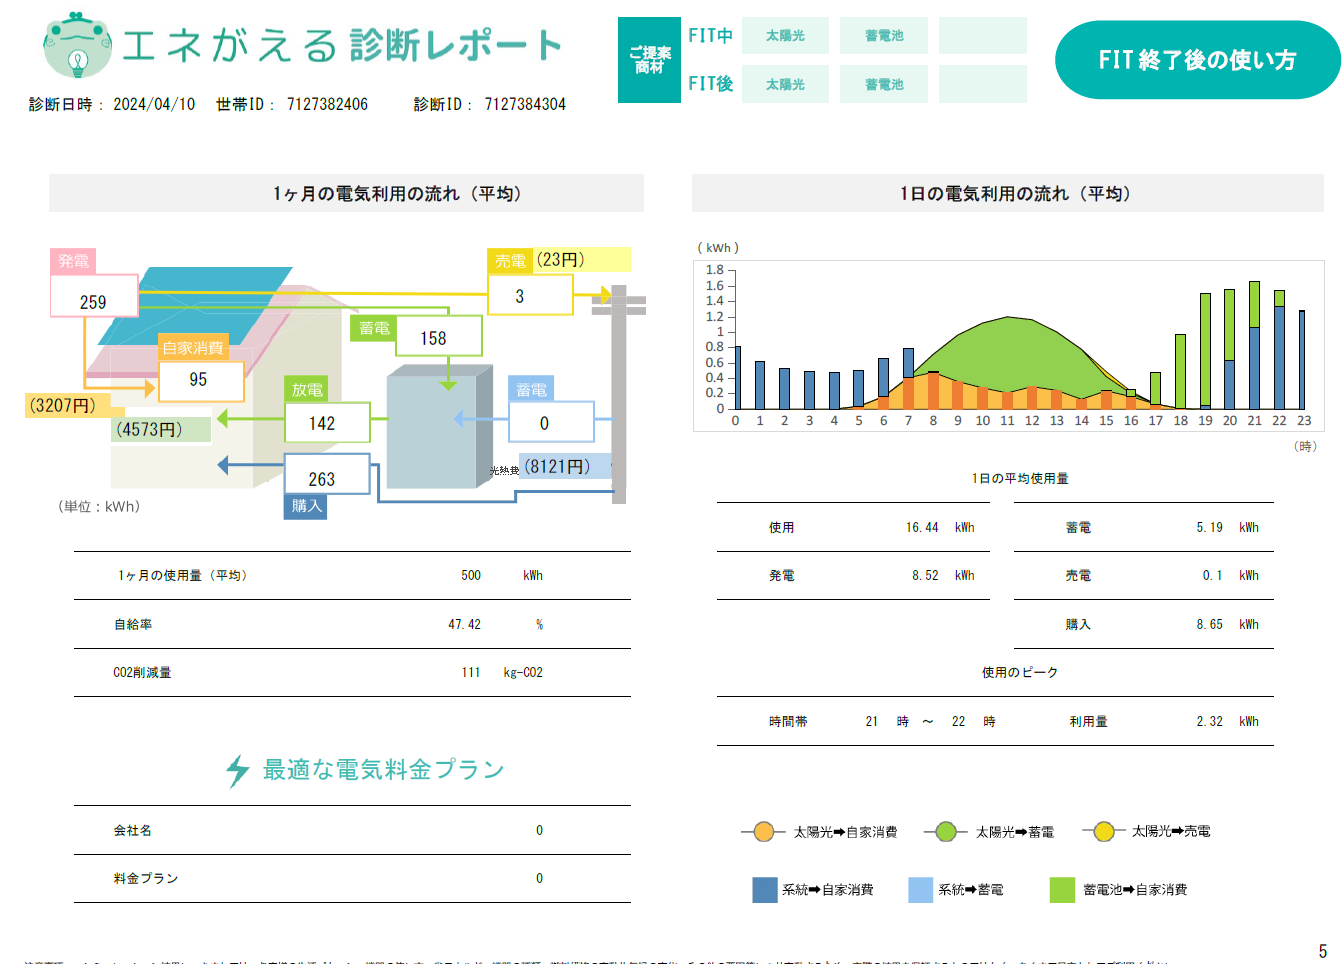 エネがえる診断レポート
診断日時： 2024/04/10 世帯ID： 7127382406 診断ID： 7127384304
ご提案
商材
FIT中 太陽光 蓄電池
FIT後 太陽光 蓄電池
FIT終了後の使い方
1ヶ月の電気利用の流れ（平均）
発電
259
売電 (23円)
3
蓄電
158
自家消費
95
(3207円)
(4573円)
放電
142
蓄電
0
263
購入
光熱費 (8121円)
（単位：kWh）
1ヶ月の使用量（平均） 500 kWh
自給率 47.42 %
CO2削減量 111 kg-CO2
最適な電気料金プラン
会社名 0
料金プラン 0
1日の電気利用の流れ（平均）
（kWh）
1.8
1.6
1.4
1.2
1
0.8
0.6
0.4
0.2
0
0 1 2 3 4 5 6 7 8 9 10 11 12 13 14 15 16 17 18 19 20 21 22 23
（時）
1日の平均使用量
使用 16.44 kWh 蓄電 5.19 kWh
発電 8.52 kWh 売電 0.1 kWh
購入 8.65 kWh
使用のピーク
時間帯 21 時 ～ 22 時 利用量 2.32 kWh
太陽光➡自家消費 太陽光➡蓄電 太陽光➡売電
系統➡自家消費 系統➡蓄電 蓄電池➡自家消費
5